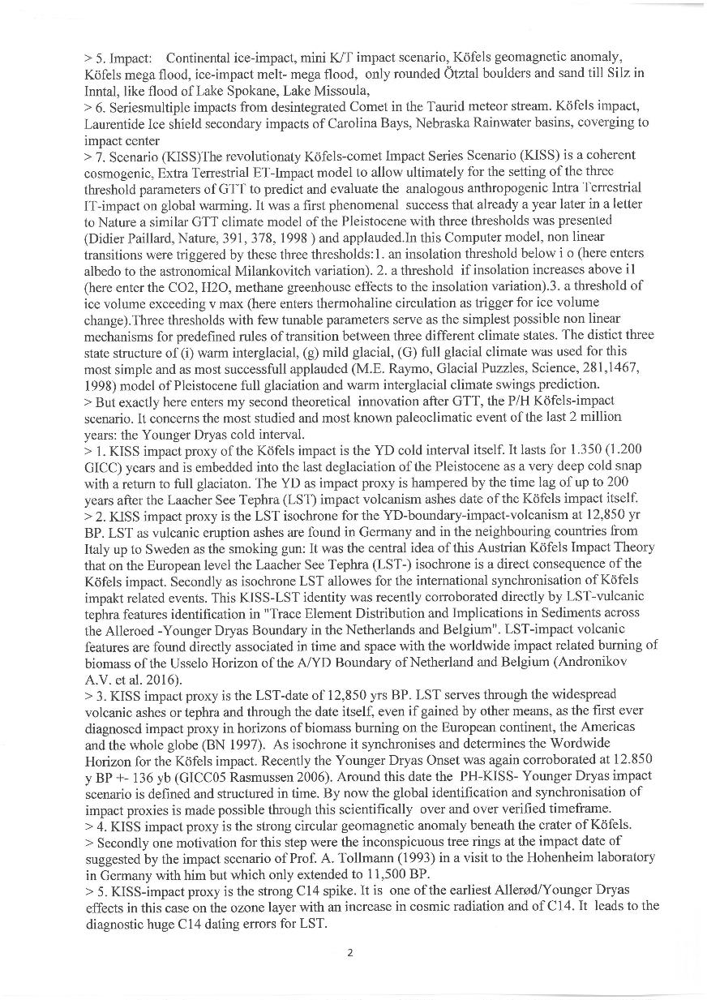 > 5. Impact: Continental ice-impact, mini K/T impact scenario, Köfels geomagnetic anomaly,
Köfels mega flood, ice-impact melt- mega flood, only rounded Ötztal boulders and sand till Silz in
Inntal, like flood of Lake Spokane, Lake Missoula,
> 6. Seriesmultiple impacts from desintegrated Comet in the Taurid meteor stream. Köfels impact,
Laurentide Ice shield secondary impacts of Carolina Bays, Nebraska Rainwater basins, coverging to
impact center
> 7. Scenario (KISS)The revolutionaty Köfels-comet Impact Series Scenario (KISS) is a coherent
cosmogenic, Extra Terrestrial ET-Impact model to allow ultimately for the setting of the three
threshold parameters of GTT to predict and evaluate the analogous anthropogenic Intra Terrestrial
IT-impact on global warming. It was a first phenomenal success that already a year later in a letter
to Nature a similar GTT climate model of the Pleistocene with three thresholds was presented
(Didier Paillard, Nature, 391, 378, 1998 ) and applauded.In this Computer model, non linear
transitions were triggered by these three thresholds:1. an insolation threshold below i o (here enters
albedo to the astronomical Milankovitch variation). 2. a threshold if insolation increases above i1
(here enter the CO2, H2O, methane greenhouse effects to the insolation variation).3. a threshold of
ice volume exceeding v max (here enters thermohaline circulation as trigger for ice volume
change).Three thresholds with few tunable parameters serve as the simplest possible non linear
mechanisms for predefined rules of transition between three different climate states. The distict three
state structure of (i) warm interglacial, (g) mild glacial, (G) full glacial climate was used for this
most simple and as most successfull applauded (M.E. Raymo, Glacial Puzzles, Science, 281,1467,
1998) model of Pleistocene full glaciation and warm interglacial climate swings prediction.
> But exactly here enters my second theoretical innovation after GTT, the P/H Köfels-impact
scenario. It concerns the most studied and most known paleoclimatic event of the last 2 million
years: the Younger Dryas cold interval.
> 1. KISS impact proxy of the Köfels impact is the YD cold interval itself. It lasts for 1.350 (1.200
GICC) years and is embedded into the last deglaciation of the Pleistocene as a very deep cold snap
with a return to full glaciaton. The YD as impact proxy is hampered by the time lag of up to 200
years after the Laacher See Tephra (LST) impact volcanism ashes date of the Köfels impact itself.
> 2. KISS impact proxy is the LST isochrone for the YD-boundary-impact-volcanism at 12,850 yr
BP. LST as vulcanic eruption ashes are found in Germany and in the neighbouring countries from
Italy up to Sweden as the smoking gun: It was the central idea of this Austrian Köfels Impact Theory
that on the European level the Laacher See Tephra (LST-) isochrone is a direct consequence of the
Köfels impact. Secondly as isochrone LST allowes for the international synchronisation of Köfels
impakt related events. This KISS-LST identity was recently corroborated directly by LST-vulcanic
tephra features identification in "Trace Element Distribution and Implications in Sediments across
the Alleroed -Younger Dryas Boundary in the Netherlands and Belgium". LST-impact volcanic
features are found directly associated in time and space with the worldwide impact related burning of
biomass of the Usselo Horizon of the A/YD Boundary of Netherland and Belgium (Andronikov
A.V. et al. 2016).
> 3. KISS impact proxy is the LST-date of 12,850 yrs BP. LST serves through the widespread
volcanic ashes or tephra and through the date itself, even if gained by other means, as the first ever
diagnosed impact proxy in horizons of biomass burning on the European continent, the Americas
and the whole globe (BN 1997). As isochrone it synchronises and determines the Wordwide
Horizon for the Köfels impact. Recently the Younger Dryas Onset was again corroborated at 12.850
y BP +- 136 yb (GICC05 Rasmussen 2006). Around this date the PH-KISS- Younger Dryas impact
scenario is defined and structured in time. By now the global identification and synchronisation of
impact proxies is made possible through this scientifically over and over verified timeframe.
> 4. KISS impact proxy is the strong circular geomagnetic anomaly beneath the crater of Köfels.
> Secondly one motivation for this step were the inconspicuous tree rings at the impact date of
suggested by the impact scenario of Prof. A. Tollmann (1993) in a visit to the Hohenheim laboratory
in Germany with him but which only extended to 11,500 BP.
> 5. KISS-impact proxy is the strong C14 spike. It is one of the earliest Allerød/Younger Dryas
effects in this case on the ozone layer with an increase in cosmic radiation and of C14. It leads to the
diagnostic huge C14 dating errors for LST.
2